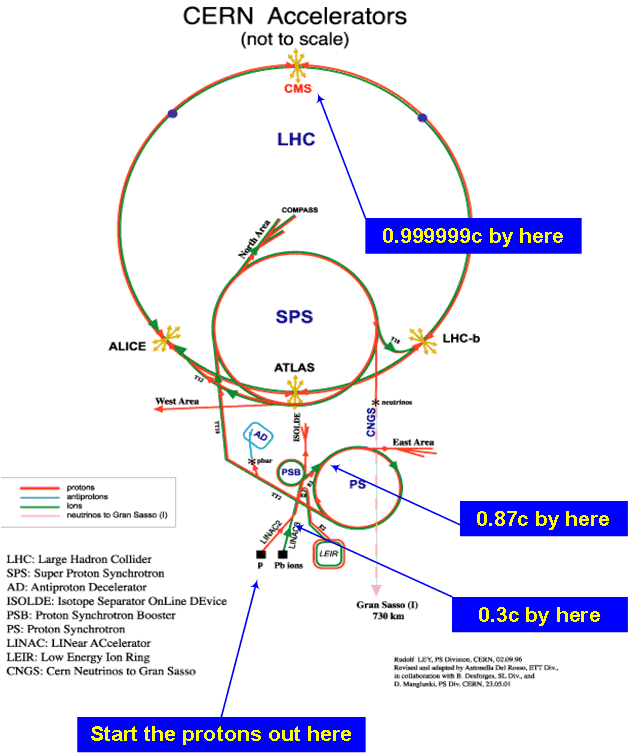 CERN Accelerators
(not to scale)
CMS
LHC
COMPASS
North Area
0.999999c by here
SPS
TI8
ALICE
LHC-b
ATLAS
TI2
West Area
neutrinos
CNGS
TT10
ISOLDE
AD
East Area
pbar
PSB
PS
TT2
protons
antiprotons
ions
neutrinos to Gran Sasso (I)
0.87c by here
LINAC2
LINAC3
E2
LEIR
p
Pb ions
LHC: Large Hadron Collider
SPS: Super Proton Synchrotron
AD: Antiproton Decelerator
ISOLDE: Isotope Separator OnLine DEvice
PSB: Proton Synchrotron Booster
PS: Proton Synchrotron
LINAC: LINear ACcelerator
LEIR: Low Energy Ion Ring
CNGS: Cern Neutrinos to Gran Sasso
Gran Sasso (I)
730 km
0.3c by here
Rudolf LEY, PS Division, CERN, 02.09.96
Revised and adapted by Antonella Del Rosso, ETT Div.,
in collaboration with B. Desforges, SL Div., and
D. Manglunki, PS Div. CERN, 23.05.01
Start the protons out here